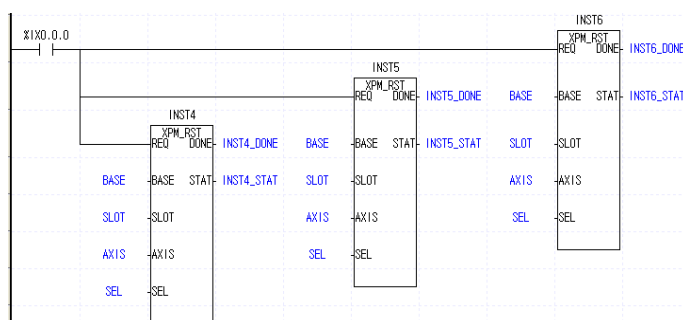 INST6
%IX0.0.0
XPM_RST
REQ DONE INST6_DONE
INST5
XPM_RST
REQ DONE INST5_DONE BASE BASE STAT INST6_STAT
INST4
XPM_RST
REQ DONE INST4_DONE BASE BASE STAT INST5_STAT SLOT SLOT
BASE BASE STAT INST4_STAT SLOT SLOT AXIS AXIS
SLOT SLOT AXIS AXIS SEL SEL
AXIS AXIS SEL SEL
SEL SEL